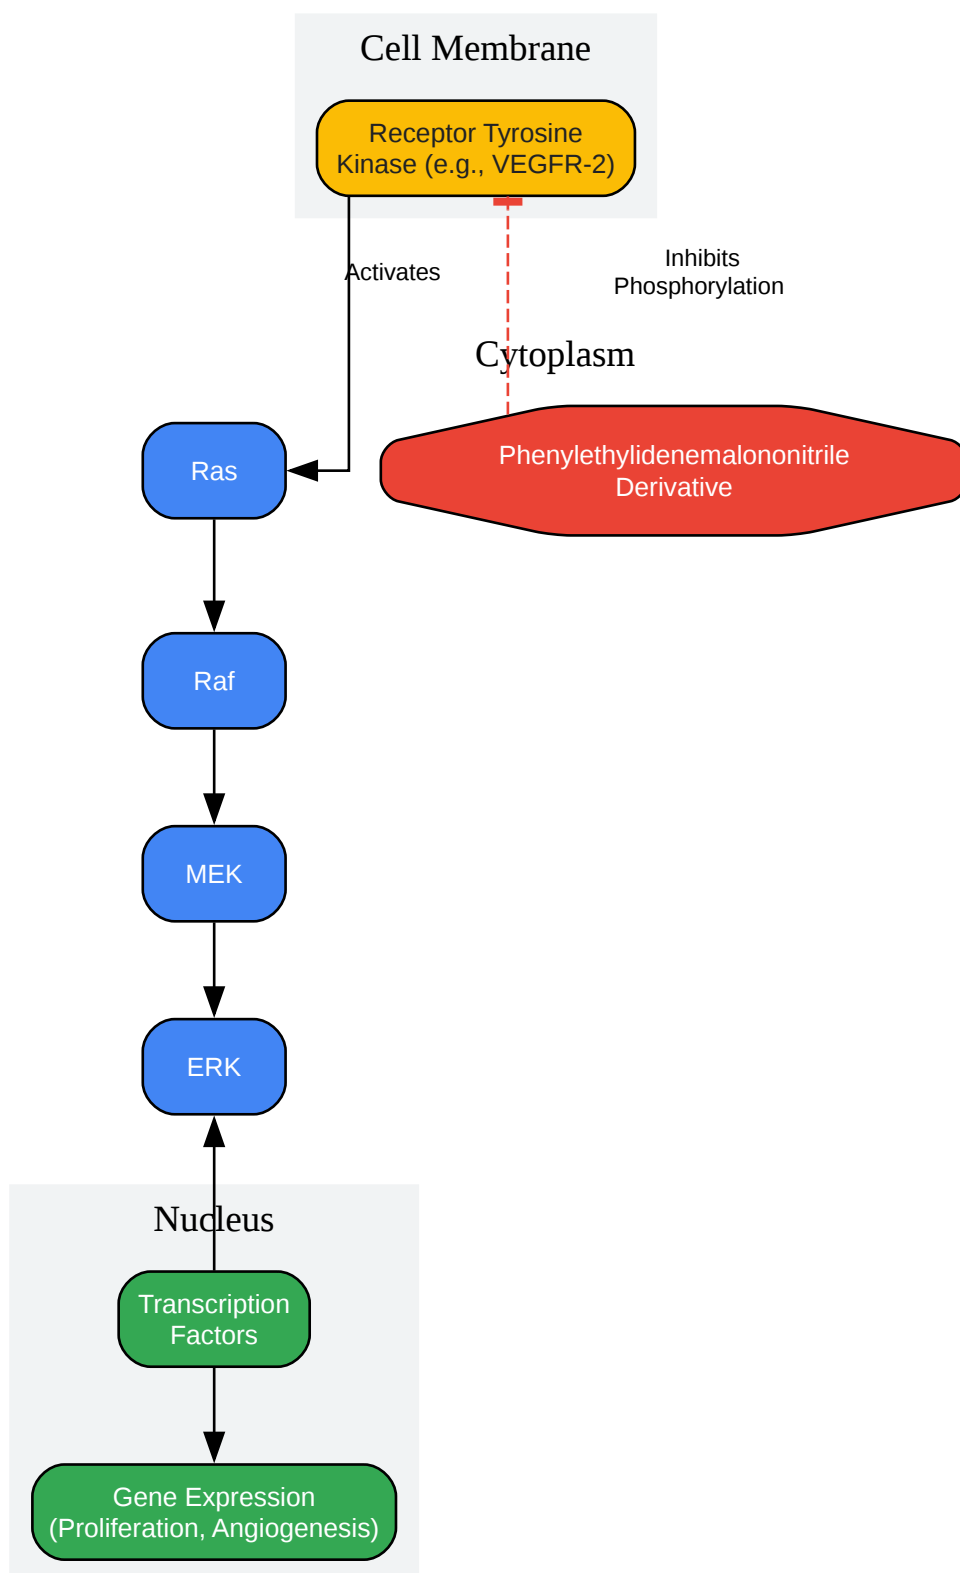 Cell Membrane
Receptor Tyrosine
Kinase (e.g., VEGFR-2)
Activates
Inhibits
Phosphorylation
Cytoplasm
Phenylethylidenemalononitrile
Derivative
Ras
Raf
MEK
ERK
Nucleus
Transcription
Factors
Gene Expression
(Proliferation, Angiogenesis)